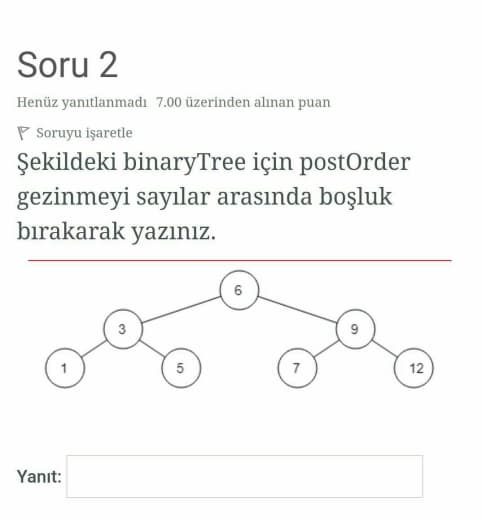 Soru 2
Henüz yanıtlanmadı 7.00 üzerinden alınan puan
Soruyu işaretle
Şekildeki binaryTree için postOrder
gezinmeyi sayılar arasında boşluk
bırakarak yazınız.
6
3 9
1 5 7 12
Yanıt: